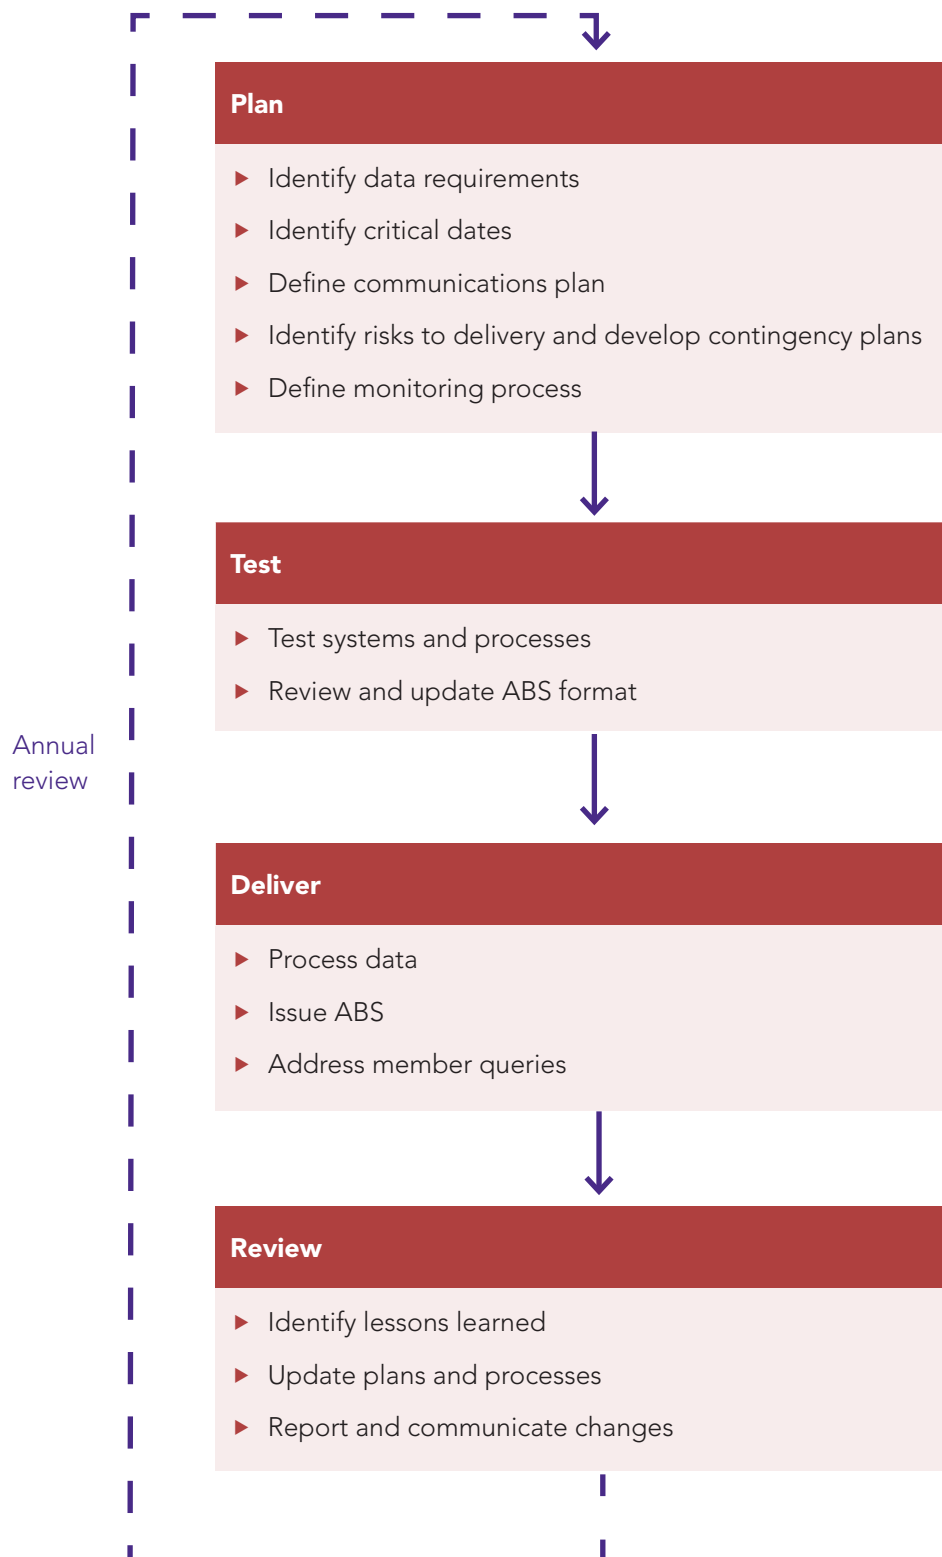 Plan
Identify data requirements
Identify critical dates
Define communications plan
Identify risks to delivery and develop contingency plans
Define monitoring process
Test
Test systems and processes
Review and update ABS format
Annual
review
Deliver
Process data
Issue ABS
Address member queries
Review
Identify lessons learned
Update plans and processes
Report and communicate changes